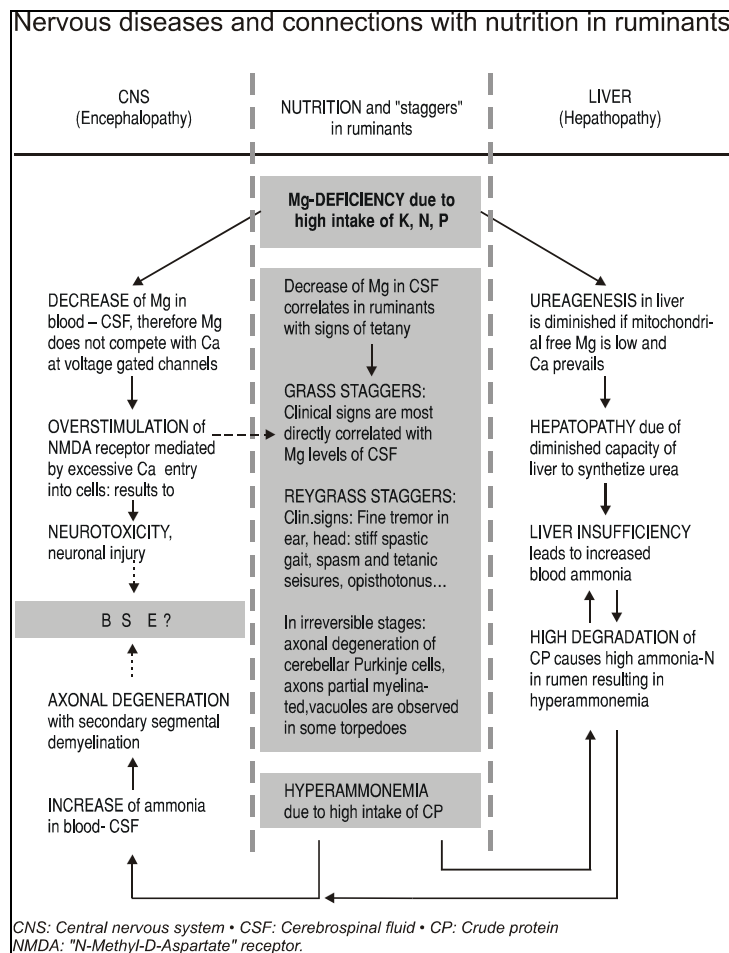 Nervous diseases and connections with nutrition in ruminants
CNS
(Encephalopathy)
NUTRITION and "staggers"
in ruminants
LIVER
(Hepathopathy)
Mg-DEFICIENCY due to
high intake of K, N, P
DECREASE of Mg in
blood – CSF, therefore Mg
does not compete with Ca
at voltage gated channels
OVERSTIMULATION of
NMDA receptor mediated
by excessive Ca entry
into cells: results to
NEUROTOXICITY,
neuronal injury
B S E ?
AXONAL DEGENERATION
with secondary segmental
demyelination
INCREASE of ammonia
in blood- CSF
Decrease of Mg in CSF
correlates in ruminants
with signs of tetany
GRASS STAGGERS:
Clinical signs are most
directly correlated with
Mg levels of CSF
REYGRASS STAGGERS:
Clin.signs: Fine tremor in
ear, head: stiff spastic
gait, spasm and tetanic
seisures, opisthotonus...
In irreversible stages:
axonal degeneration of
cerebellar Purkinje cells,
axons partial myelina-
ted,vacuoles are observed
in some torpedoes
HYPERAMMONEMIA
due to high intake of CP
UREAGENESIS in liver
is diminished if mitochondri-
al free Mg is low and
Ca prevails
HEPATOPATHY due of
diminished capacity of
liver to synthetize urea
LIVER INSUFFICIENCY
leads to increased
blood ammonia
HIGH DEGRADATION of
CP causes high ammonia-N
in rumen resulting in
hyperammonemia
CNS: Central nervous system • CSF: Cerebrospinal fluid • CP: Crude protein
NMDA: "N-Methyl-D-Aspartate" receptor.